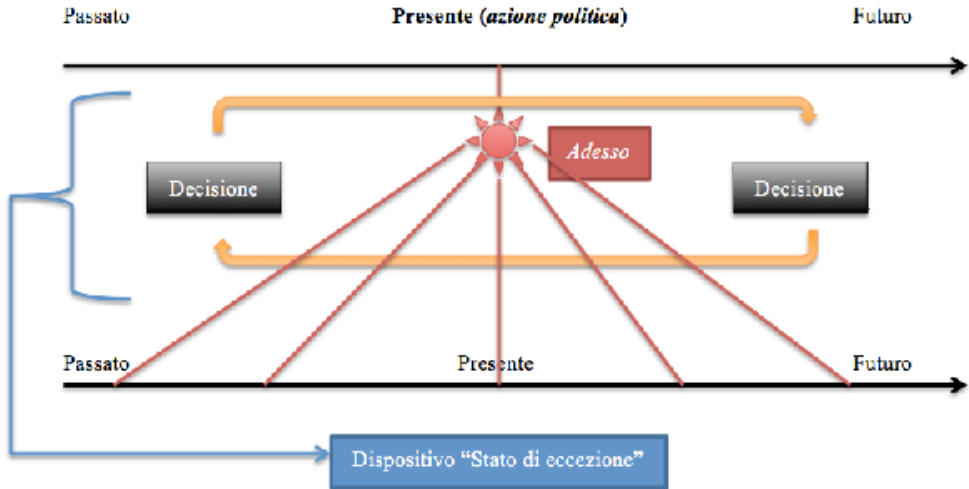 Passato Presente (azione politica) Futuro
Adesso
Decisione Decisione
Passato Presente Futuro
Dispositivo “Stato di eccezione”